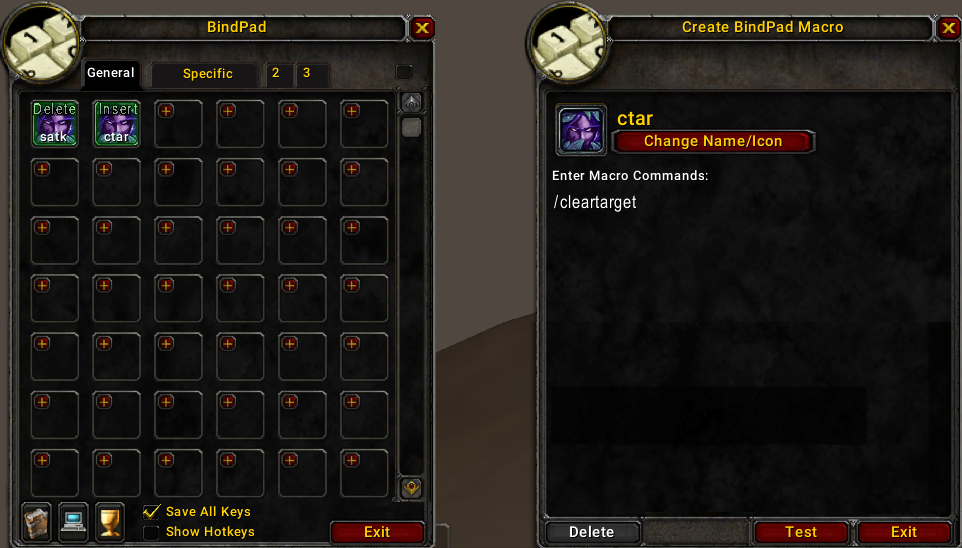 BindPad
General
Specific
2
3
Delete
satk
Insert
ctar
Save All Keys
Show Hotkeys
Exit
Create BindPad Macro
ctar
Change Name/Icon
Enter Macro Commands:
/cleartarget
Delete
Test
Exit